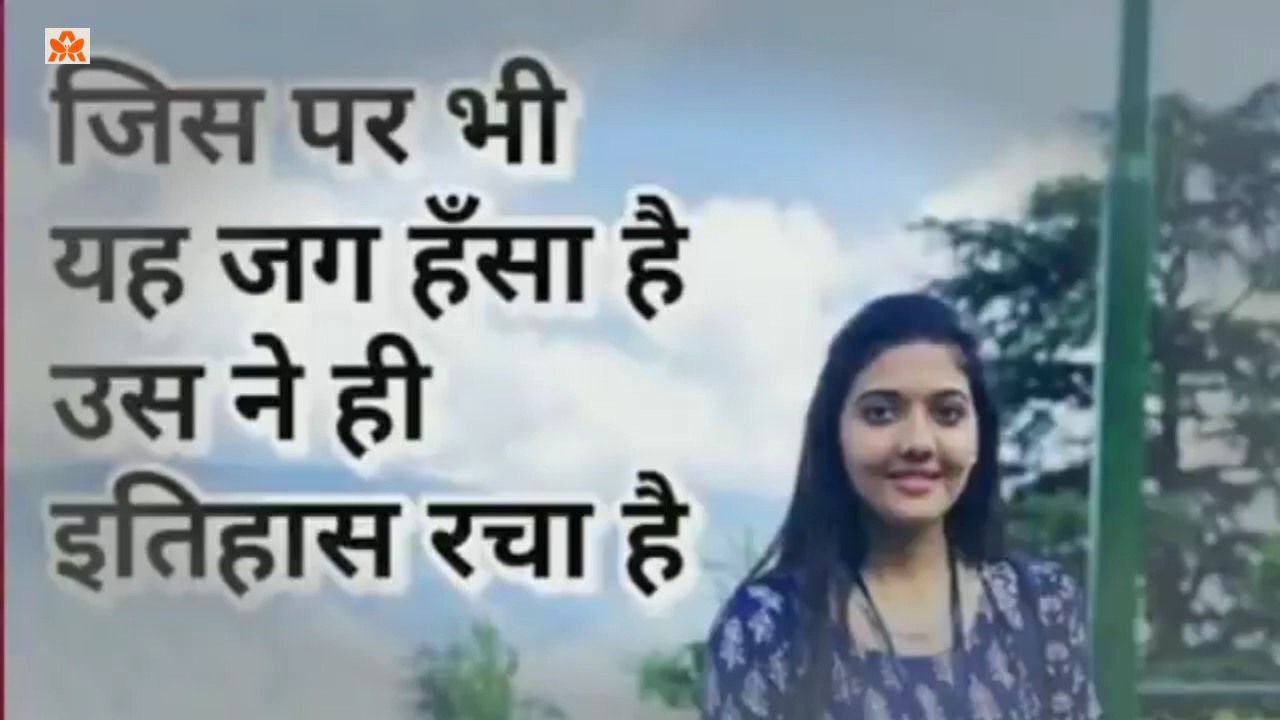 जिस पर भी
यह जग हँसा है
उस ने ही
इतिहास रचा है